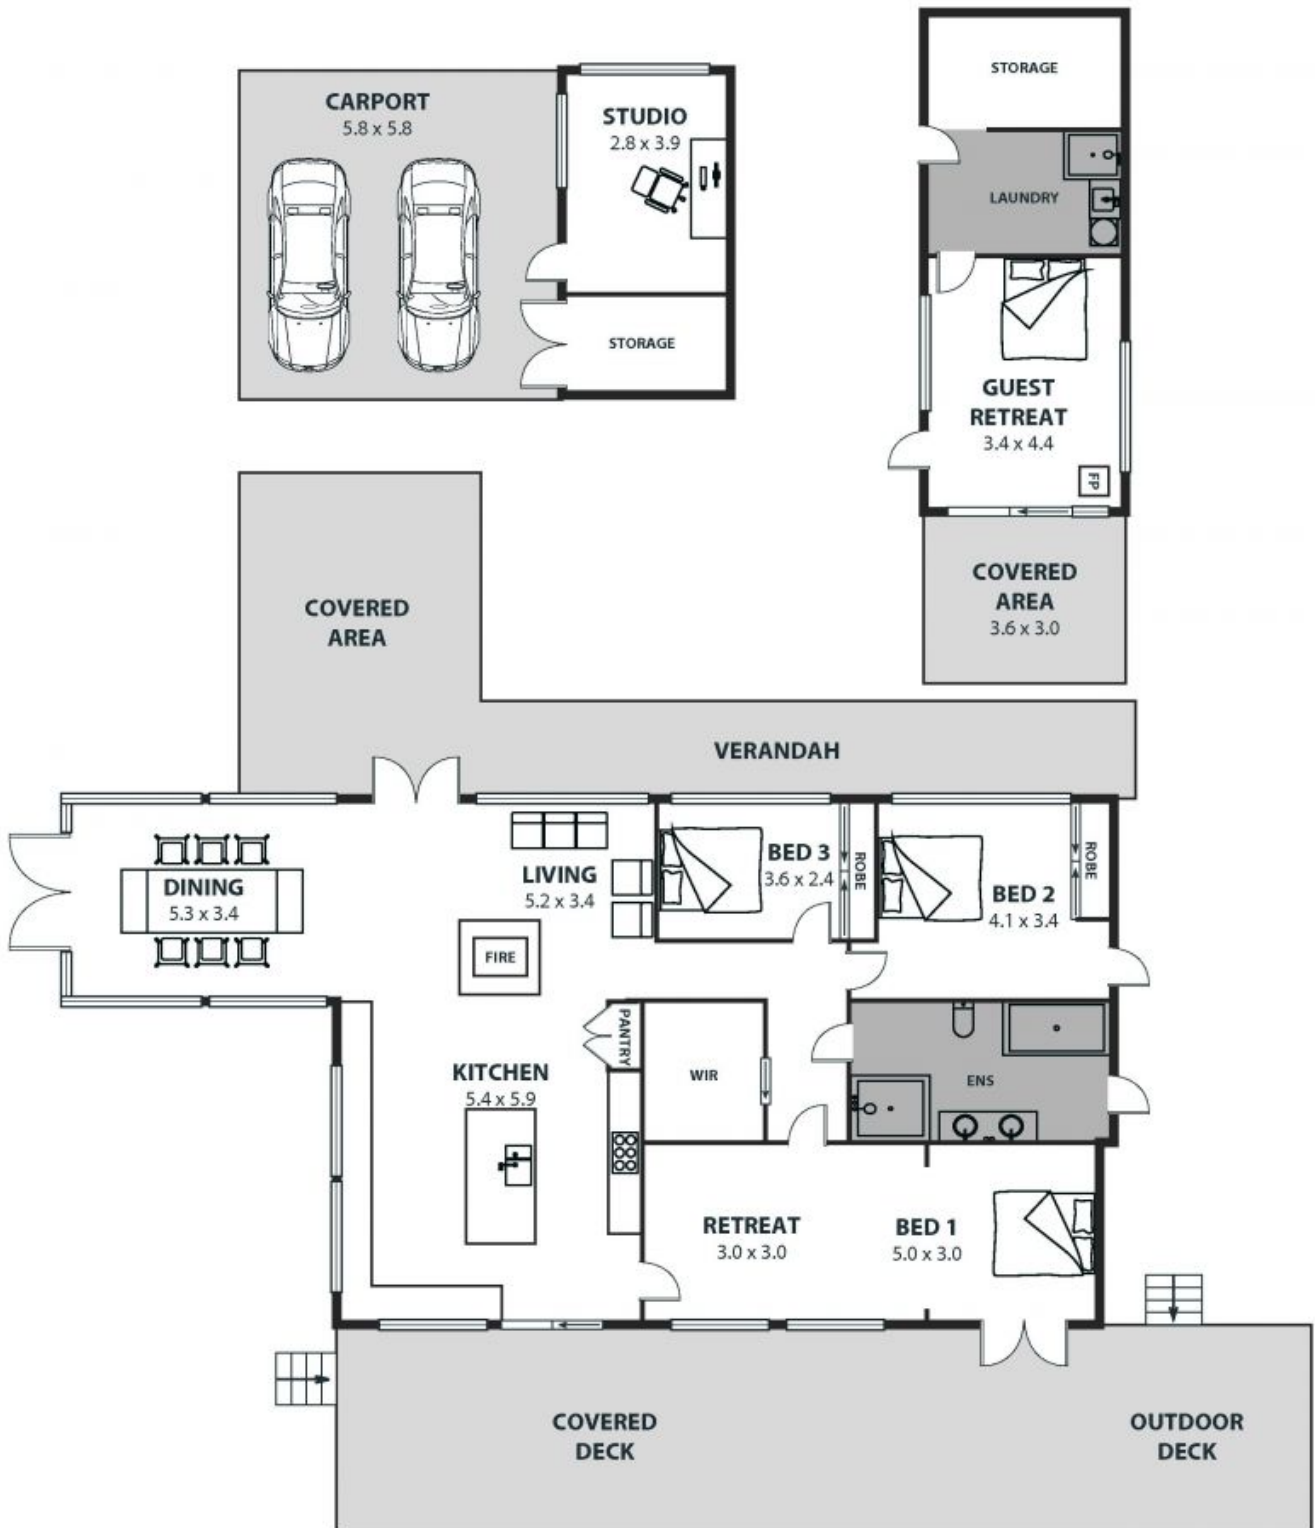 STORAGE
CARPORT
5.8 x 5.8
STUDIO
2.8 x 3.9
LAUNDRY
STORAGE
GUEST
RETREAT
3.4 x 4.4
FP
COVERED
AREA
3.6 x 3.0
COVERED
AREA
VERANDAH
DINING
5.3 x 3.4
LIVING
5.2 x 3.4
BED 3
3.6 x 2.4
ROBE
BED 2
4.1 x 3.4
ROBE
FIRE
PANTRY
KITCHEN
5.4 x 5.9
WIR
ENS
RETREAT
3.0 x 3.0
BED 1
5.0 x 3.0
COVERED
DECK
OUTDOOR
DECK